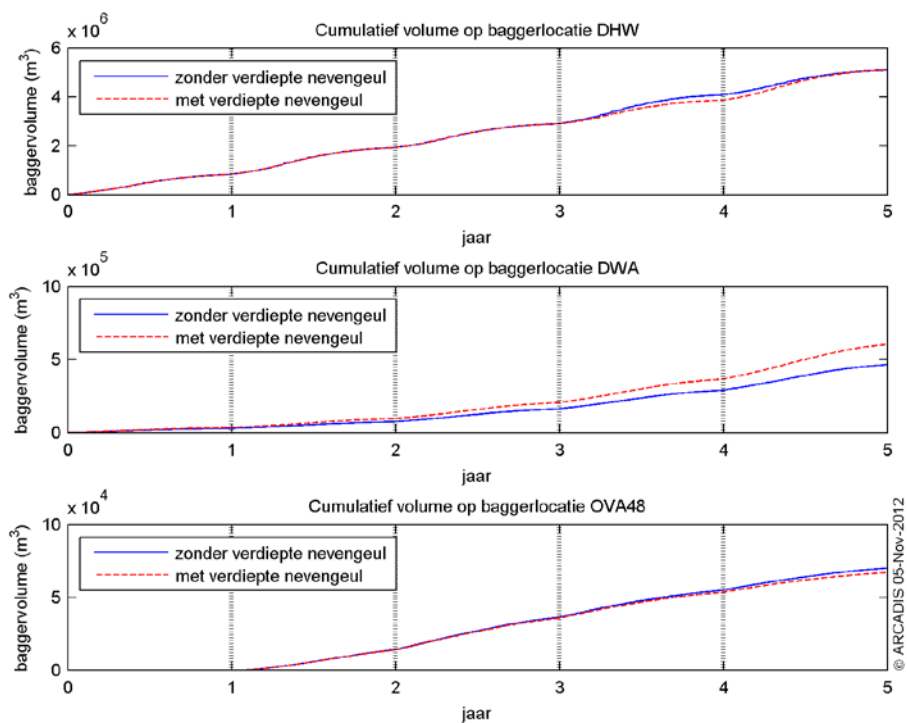 Cumulatief volume op baggerlocatie DHW
x 10^6
baggervolume (m^3)
6
4
2
0
zonder verdiepte nevengeul
met verdiepte nevengeul
0 1 2 3 4 5
jaar
Cumulatief volume op baggerlocatie DWA
x 10^5
baggervolume (m^3)
10
5
0
zonder verdiepte nevengeul
met verdiepte nevengeul
0 1 2 3 4 5
jaar
Cumulatief volume op baggerlocatie OVA48
x 10^4
baggervolume (m^3)
10
5
0
zonder verdiepte nevengeul
met verdiepte nevengeul
0 1 2 3 4 5
jaar
© ARCADIS 05-Nov-2012